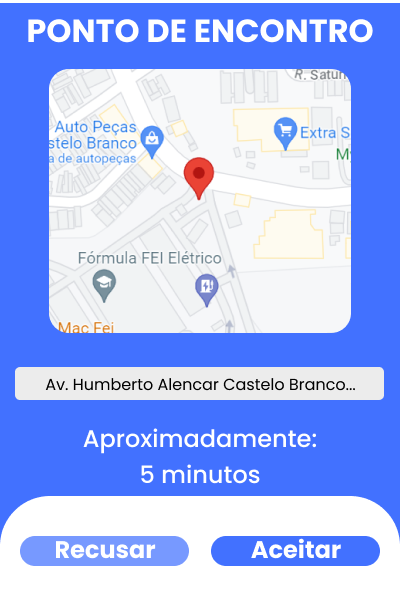 PONTO DE ENCONTRO
R. Saturn
Auto Peças
stelo Branco
a de autopeças
Extra S
My
Fórmula FEI Elétrico
Mac Fei
Av. Humberto Alencar Castelo Branco...
Aproximadamente:
5 minutos
Recusar
Aceitar